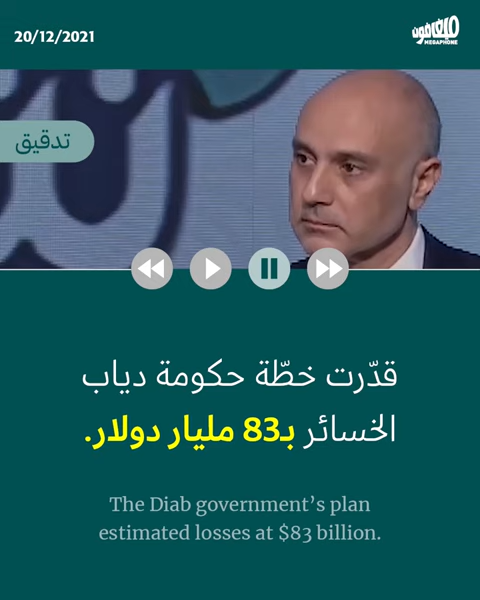 20/12/2021
ميغافون
MEGAPHONE
تدقيق
قدّرت خطّة حكومة دياب
الخسائر بـ83 مليار دولار.
The Diab government’s plan
estimated losses at $83 billion.